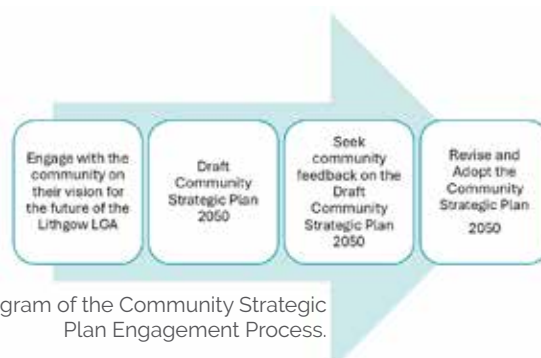 Engage with the
community on
their vision for
the future of the
Lithgow LGA
Draft
Community
Strategic Plan
2050
Seek
community
feedback on the
Draft
Community
Strategic Plan
2050
Revise and
Adopt the
Community
Strategic Plan
2050
gram of the Community Strategic
Plan Engagement Process.